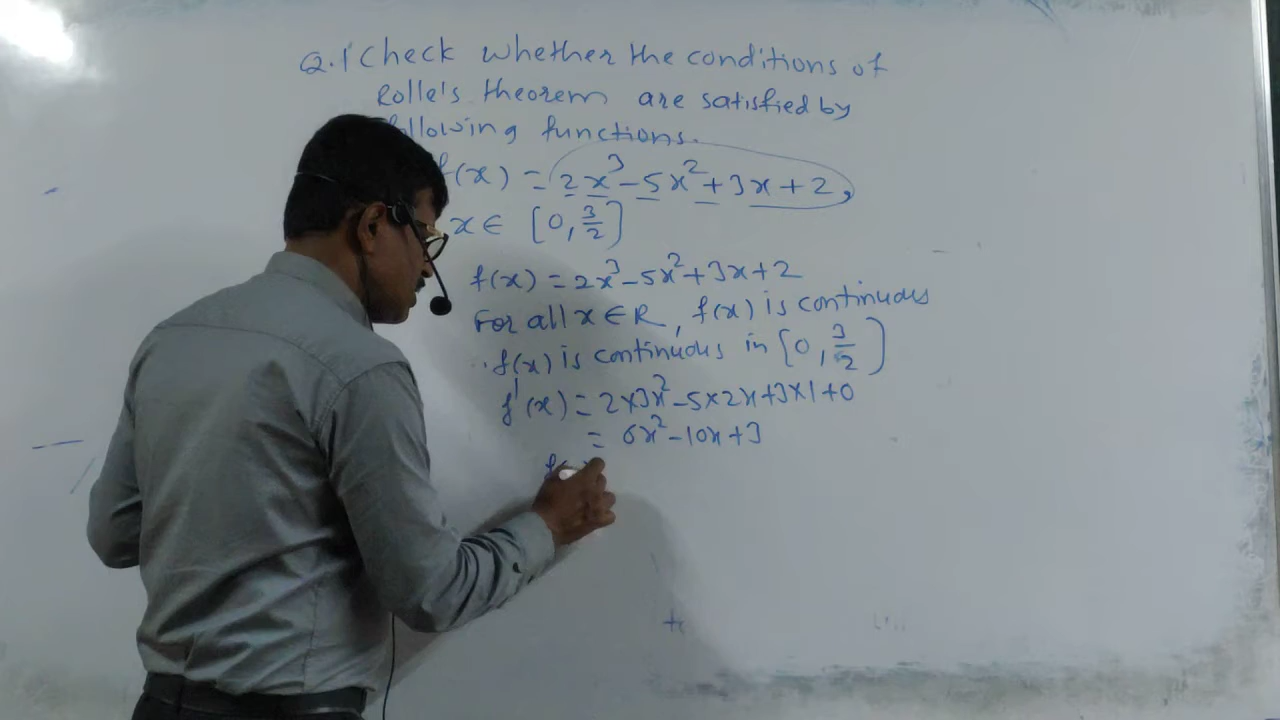 Q.1 Check whether the conditions of
Rolle's theorem are satisfied by
following functions.
f(x) = 2x³-5x²+3x+2,
x∈ [0, 3/2]
f(x) = 2x³-5x²+3x+2
For all x∈R, f(x) is continuous
∴f(x) is continuous in [0, 3/2]
f'(x) = 2×3x²-5×2x+3×1+0
= 6x²-10x+3